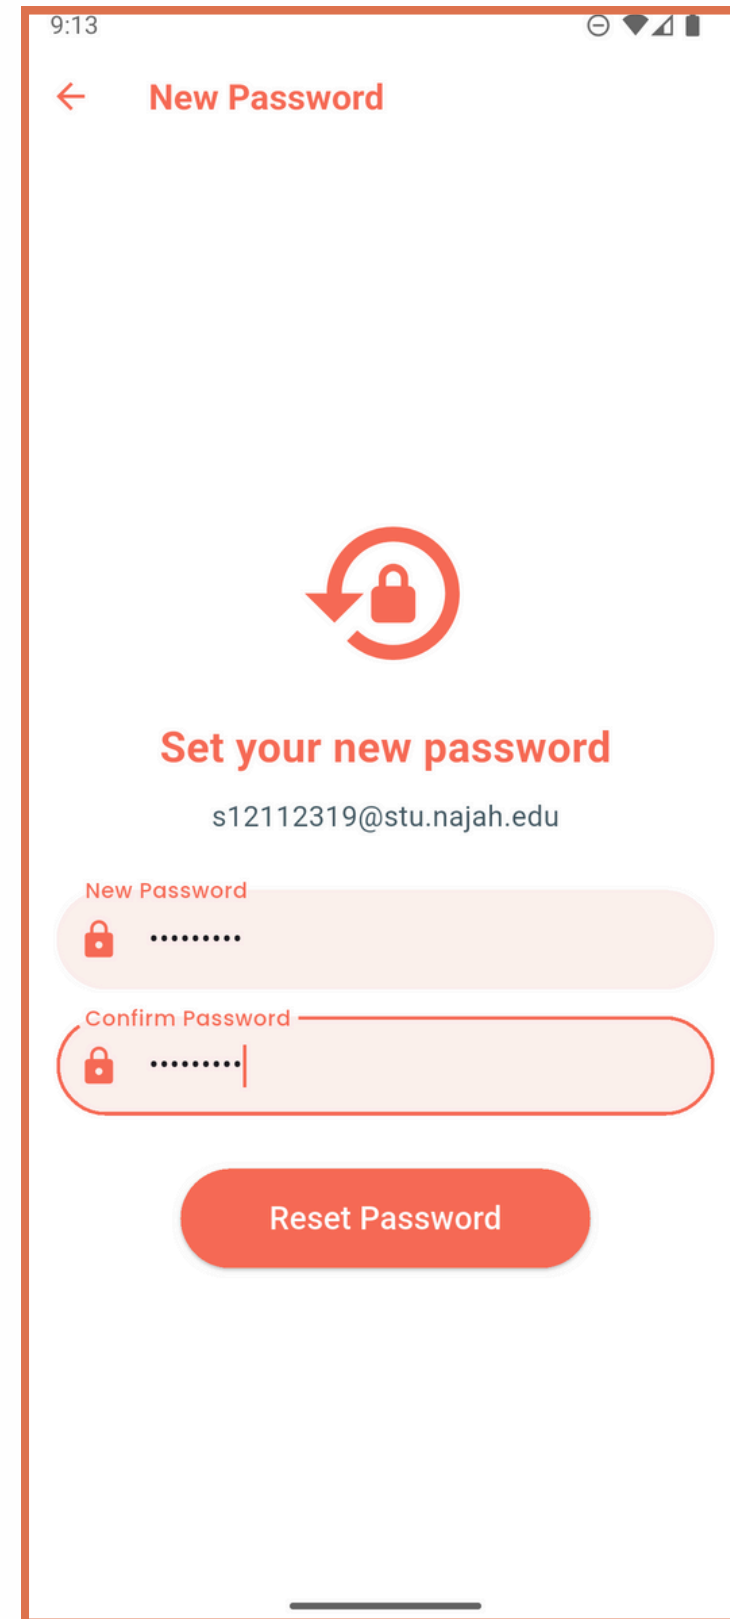 9:13
New Password
Set your new password
s12112319@stu.najah.edu
New Password
•••••••••
Confirm Password
•••••••••
Reset Password